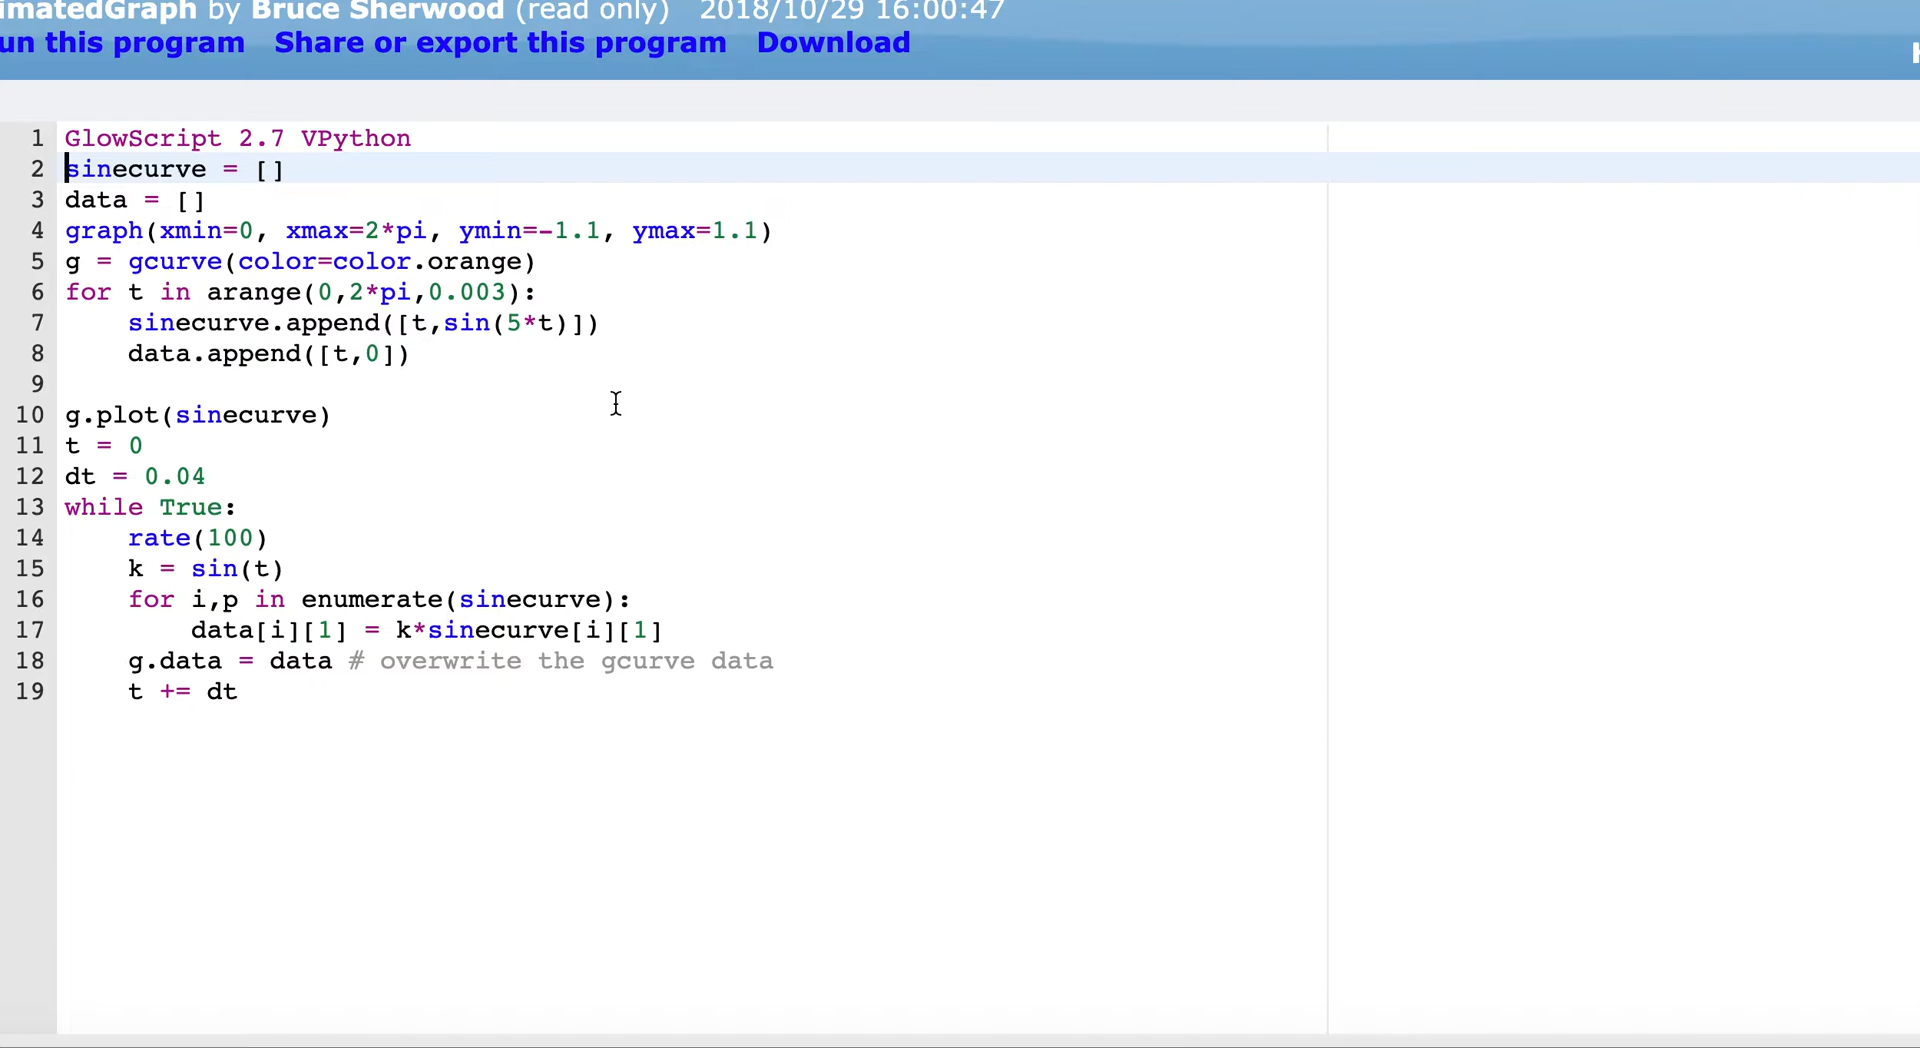 imatedGraph by Bruce Sherwood (read only) 2018/10/29 16:00:47
un this program Share or export this program Download
1 GlowScript 2.7 VPython
2 sinecurve = []
3 data = []
4 graph(xmin=0, xmax=2*pi, ymin=-1.1, ymax=1.1)
5 g = gcurve(color=color.orange)
6 for t in arange(0,2*pi,0.003):
7     sinecurve.append([t,sin(5*t)])
8     data.append([t,0])
9
10 g.plot(sinecurve)
11 t = 0
12 dt = 0.04
13 while True:
14     rate(100)
15     k = sin(t)
16     for i,p in enumerate(sinecurve):
17         data[i][1] = k*sinecurve[i][1]
18     g.data = data # overwrite the gcurve data
19     t += dt